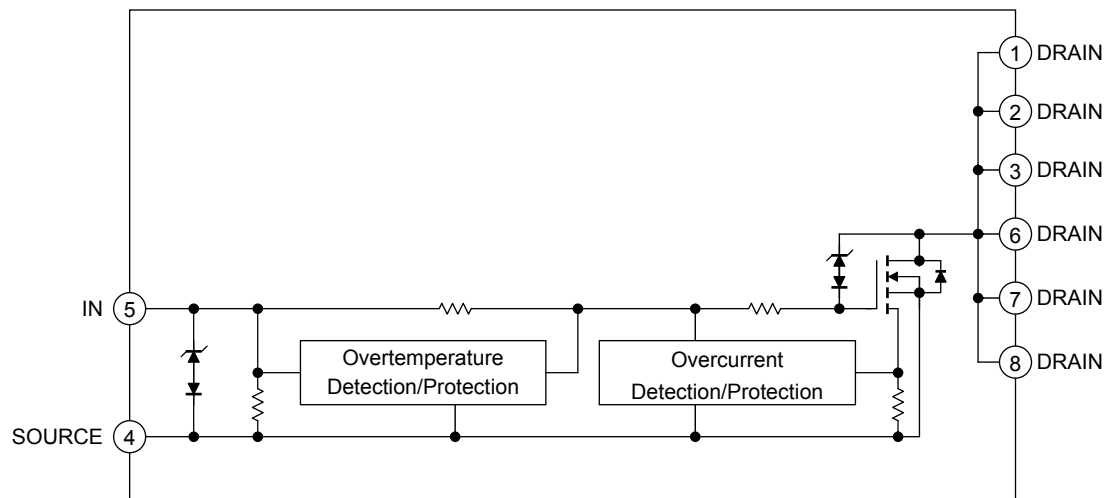 1 DRAIN
2 DRAIN
3 DRAIN
6 DRAIN
IN 5
7 DRAIN
Overtemperature
Detection/Protection
Overcurrent
Detection/Protection
8 DRAIN
SOURCE 4